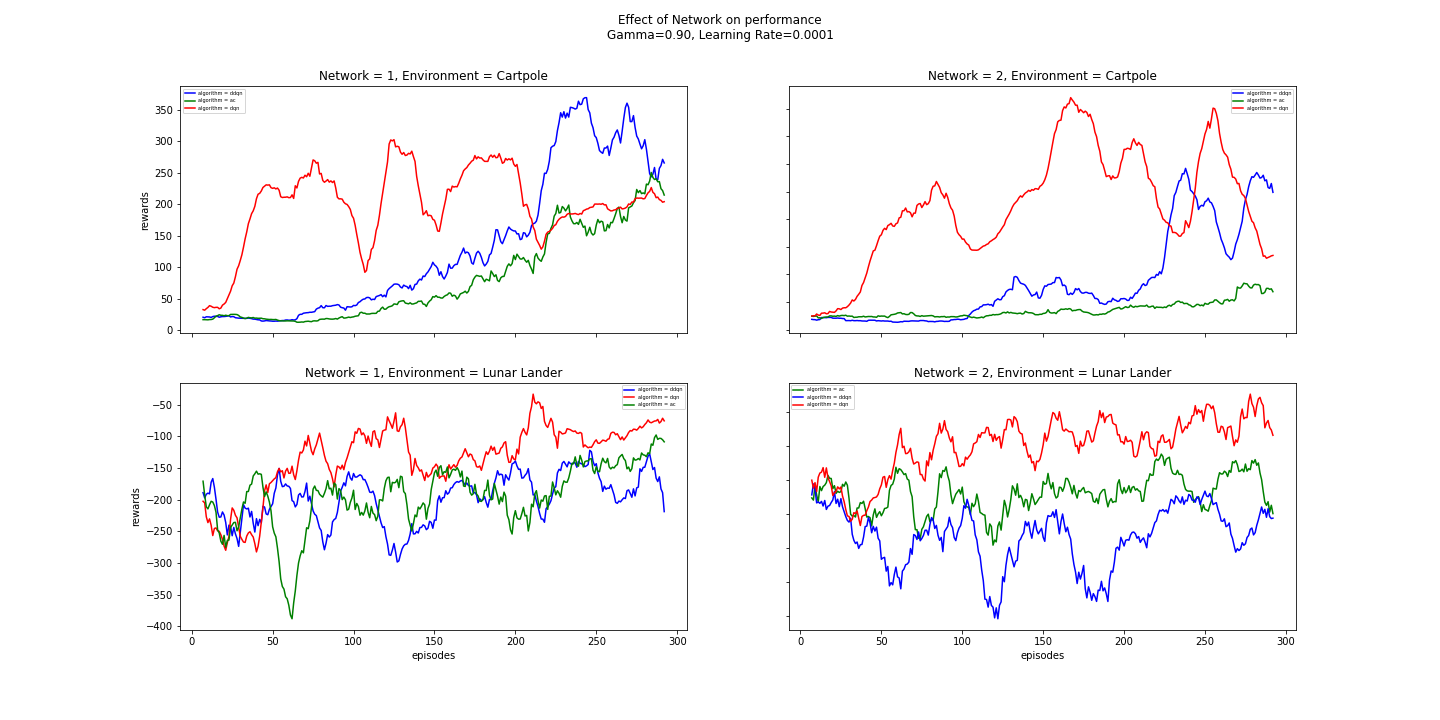 Effect of Network on performance
Gamma=0.90, Learning Rate=0.0001
Network = 1, Environment = Cartpole
rewards
350
300
250
200
150
100
50
0
algorithm = ddqn
algorithm = ac
algorithm = dqn
Network = 2, Environment = Cartpole
algorithm = ddqn
algorithm = ac
algorithm = dqn
Network = 1, Environment = Lunar Lander
rewards
−50
−100
−150
−200
−250
−300
−350
−400
algorithm = ddqn
algorithm = dqn
algorithm = ac
0 50 100 150 200 250 300
episodes
Network = 2, Environment = Lunar Lander
algorithm = ac
algorithm = ddqn
algorithm = dqn
0 50 100 150 200 250 300
episodes